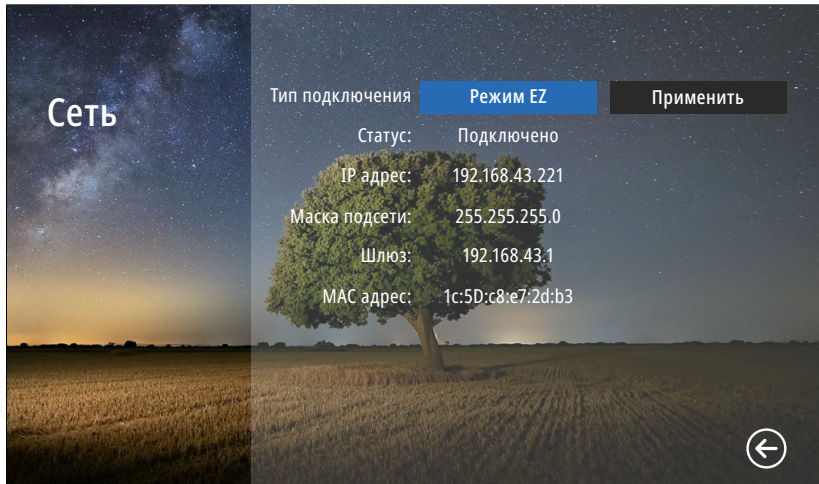 Сеть
Тип подключения Режим EZ Применить
Статус: Подключено
IP адрес: 192.168.43.221
Маска подсети: 255.255.255.0
Шлюз: 192.168.43.1
MAC адрес: 1c:5D:c8:e7:2d:b3